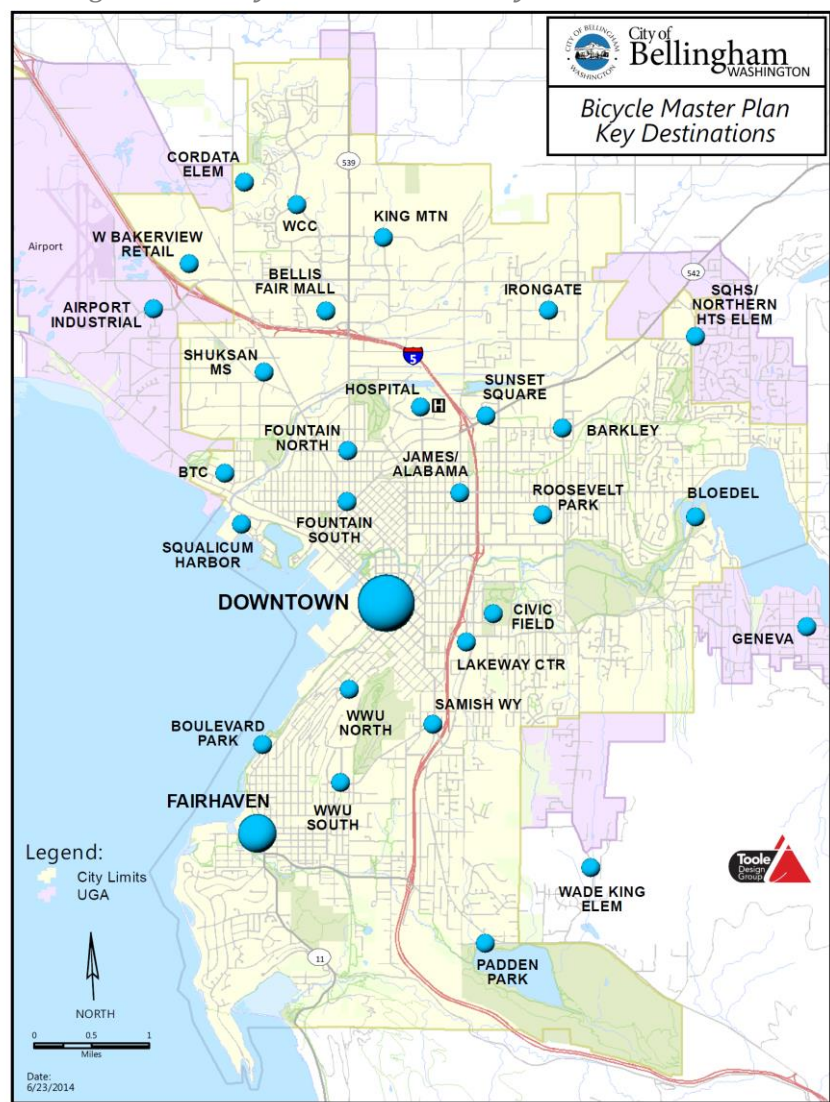 City of
Bellingham
WASHINGTON
CITY OF BELLINGHAM
WASHINGTON
Bicycle Master Plan
Key Destinations
CORDATA
ELEM
539
WCC
KING MTN
W BAKERVIEW
RETAIL
Airport
542
BELLIS
FAIR MALL
IRONGATE
SQHS/
NORTHERN
HTS ELEM
AIRPORT
INDUSTRIAL
SHUKSAN
MS
5
HOSPITAL
H
SUNSET
SQUARE
FOUNTAIN
NORTH
BARKLEY
JAMES/
ALABAMA
BTC
ROOSEVELT
PARK
BLOEDEL
FOUNTAIN
SOUTH
SQUALICUM
HARBOR
DOWNTOWN
CIVIC
FIELD
GENEVA
LAKEWAY CTR
WWU
NORTH
SAMISH WY
BOULEVARD
PARK
FAIRHAVEN
WWU
SOUTH
Legend:
City Limits
UGA
Toole
Design
Group
WADE KING
ELEM
11
PADDEN
PARK
NORTH
0 0.5 1
Miles
Date:
6/23/2014